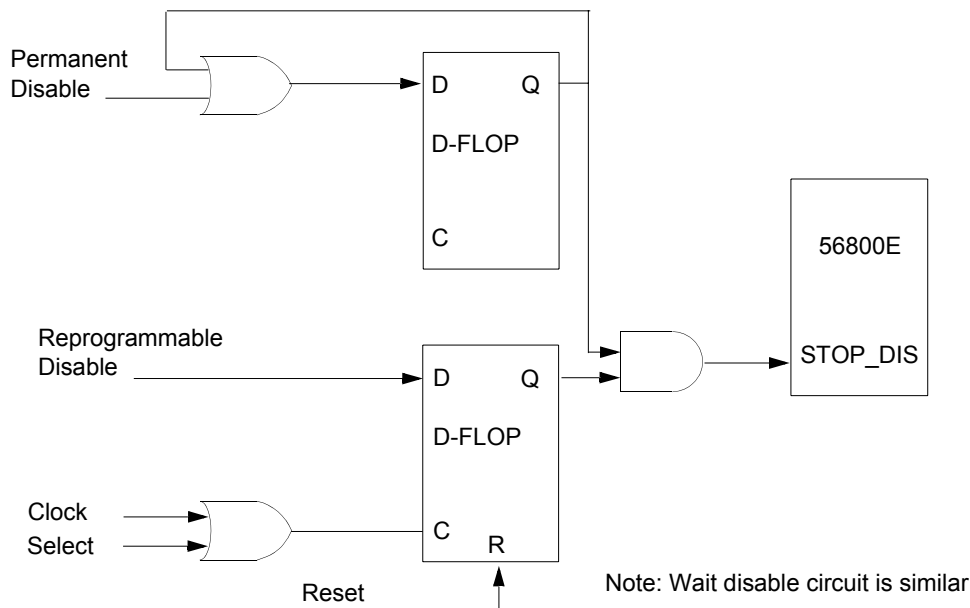 Permanent
Disable
D Q
D-FLOP
C
56800E
STOP_DIS
Reprogrammable
Disable
D Q
D-FLOP
Clock
Select
C
R
Reset
Note: Wait disable circuit is similar